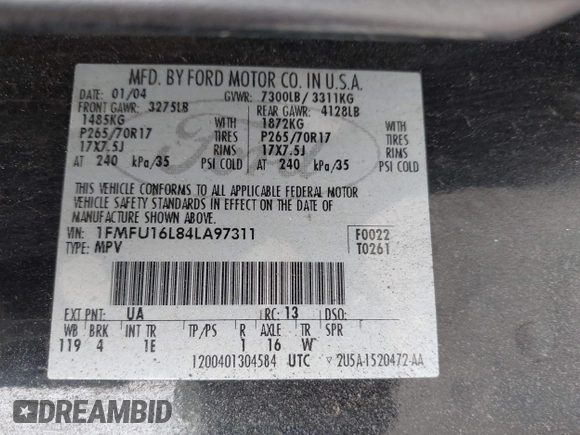 MFD. BY FORD MOTOR CO. IN U.S.A.
DATE: 01/04 GVWR: 7300LB/ 3311KG
FRONT GAWR: 3275LB REAR GAWR: 4128LB
1485KG WITH 1872KG WITH
P265/70R17 TIRES P265/70R17 TIRES
17X7.5J RIMS 17X7.5J RIMS
AT 240 kPa/35 PSI COLD AT 240 kPa/35 PSI COLD
THIS VEHICLE CONFORMS TO ALL APPLICABLE FEDERAL MOTOR
VEHICLE SAFETY STANDARDS IN EFFECT ON THE DATE OF
MANUFACTURE SHOWN ABOVE.
VIN: 1FMFU16L84LA97311 F0022
TYPE: MPV T0261
EXT PNT: UA RC: 13 DSO:
WB BRK INT TR TP/PS R AXLE TR SPR
119 4 1E 1 16 W
1200401304584 UTC ▽ 2U5A-1520472-AA
Ford
DREAMBID